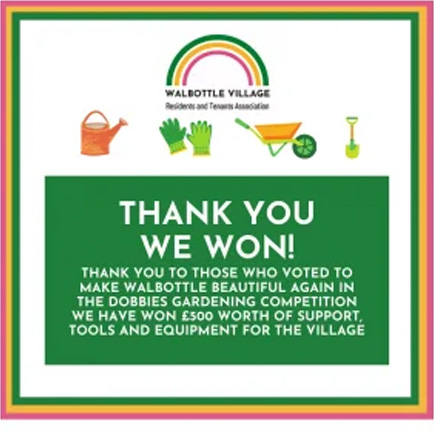 WALBOTTLE VILLAGE
Residents and Tenants Association
THANK YOU
WE WON!
THANK YOU TO THOSE WHO VOTED TO
MAKE WALBOTTLE BEAUTIFUL AGAIN IN
THE DOBBIES GARDENING COMPETITION
WE HAVE WON £500 WORTH OF SUPPORT,
TOOLS AND EQUIPMENT FOR THE VILLAGE